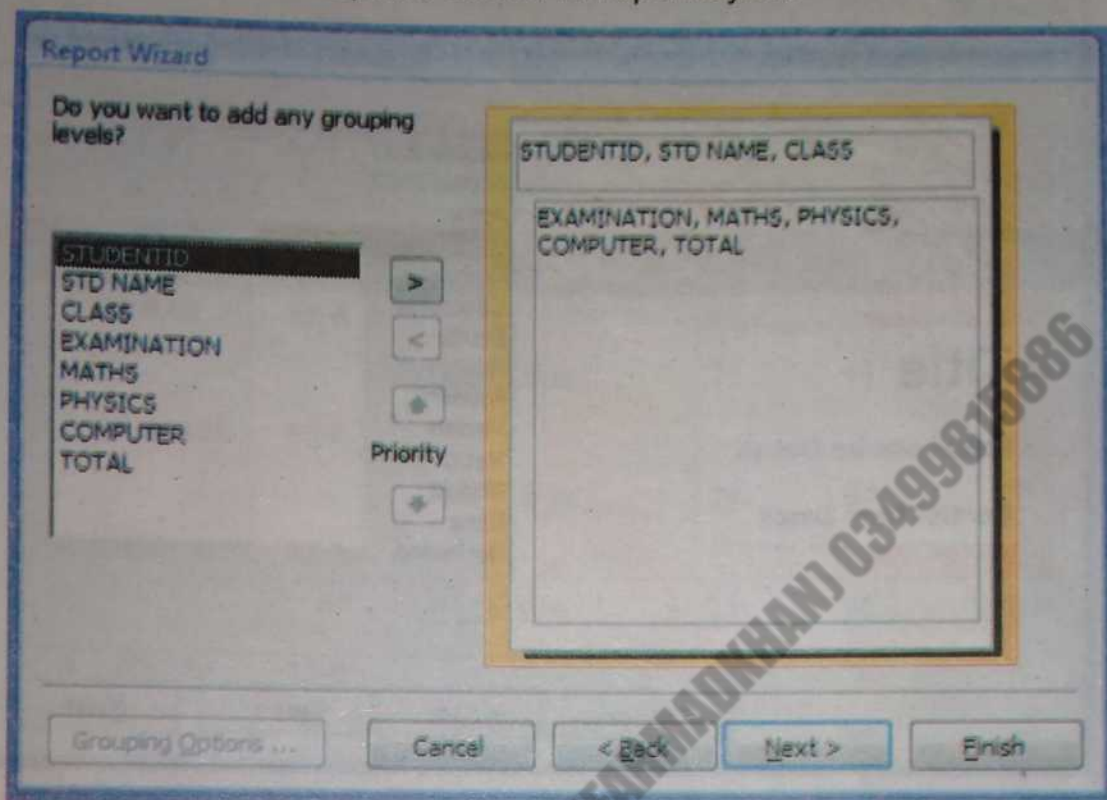 Report Wizard
Do you want to add any grouping
levels?
STUDENTID
STD NAME
CLASS
EXAMINATION
MATHS
PHYSICS
COMPUTER
TOTAL
>
<
Priority
STUDENTID, STD NAME, CLASS
EXAMINATION, MATHS, PHYSICS,
COMPUTER, TOTAL
Grouping Options ...
Cancel
< Back
Next >
Finish
03499815886